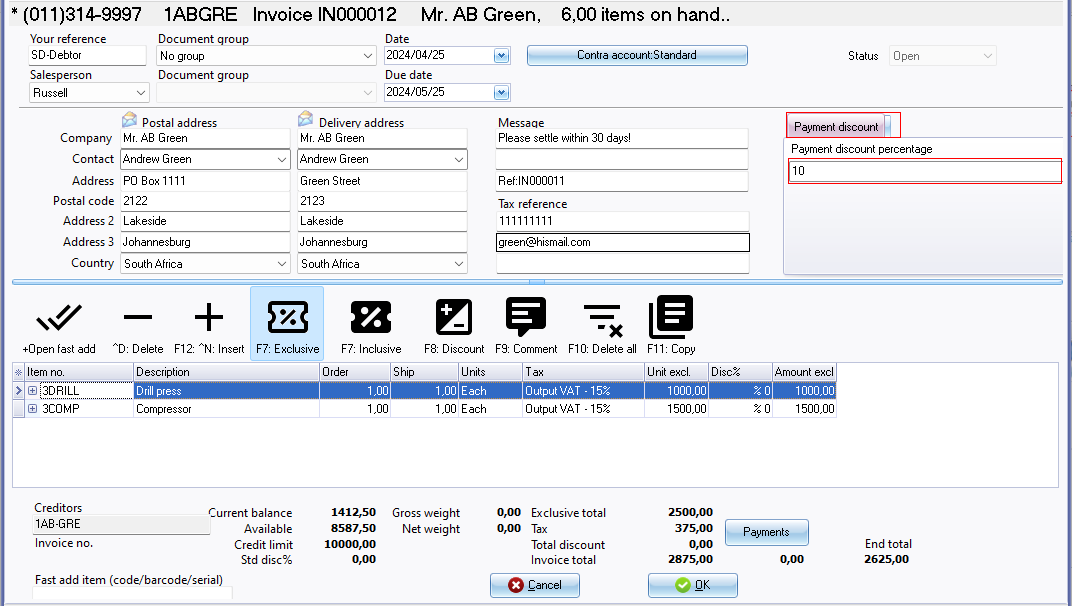 * (011)314-9997 1ABGRE Invoice IN000012 Mr. AB Green, 6,00 items on hand..
Your reference Document group Date
SD-Debtor No group 2024/04/25 Contra account:Standard Status Open
Salesperson Document group Due date
Russell 2024/05/25
Postal address Delivery address Message Payment discount
Company Mr. AB Green Mr. AB Green Please settle within 30 days!
Payment discount percentage
Contact Andrew Green Andrew Green
10
Address PO Box 1111 Green Street Ref:IN000011
Postal code 2122 2123 Tax reference
Address 2 Lakeside Lakeside 111111111
Address 3 Johannesburg Johannesburg green@hismail.com
Country South Africa South Africa
+Open fast add ^D: Delete F12: ^N: Insert F7: Exclusive F7: Inclusive F8: Discount F9: Comment F10: Delete all F11: Copy
Item no. Description Order Ship Units Tax Unit excl. Disc% Amount excl
3DRILL Drill press 1,00 1,00 Each Output VAT - 15% 1000,00 % 0 1000,00
3COMP Compressor 1,00 1,00 Each Output VAT - 15% 1500,00 % 0 1500,00
Creditors Current balance 1412,50 Gross weight 0,00 Exclusive total 2500,00
1AB-GRE Available 8587,50 Net weight 0,00 Tax 375,00 Payments
Invoice no. Credit limit 10000,00 Total discount 0,00 End total
Std disc% 0,00 Invoice total 2875,00 0,00 2625,00
Fast add item (code/barcode/serial) Cancel OK